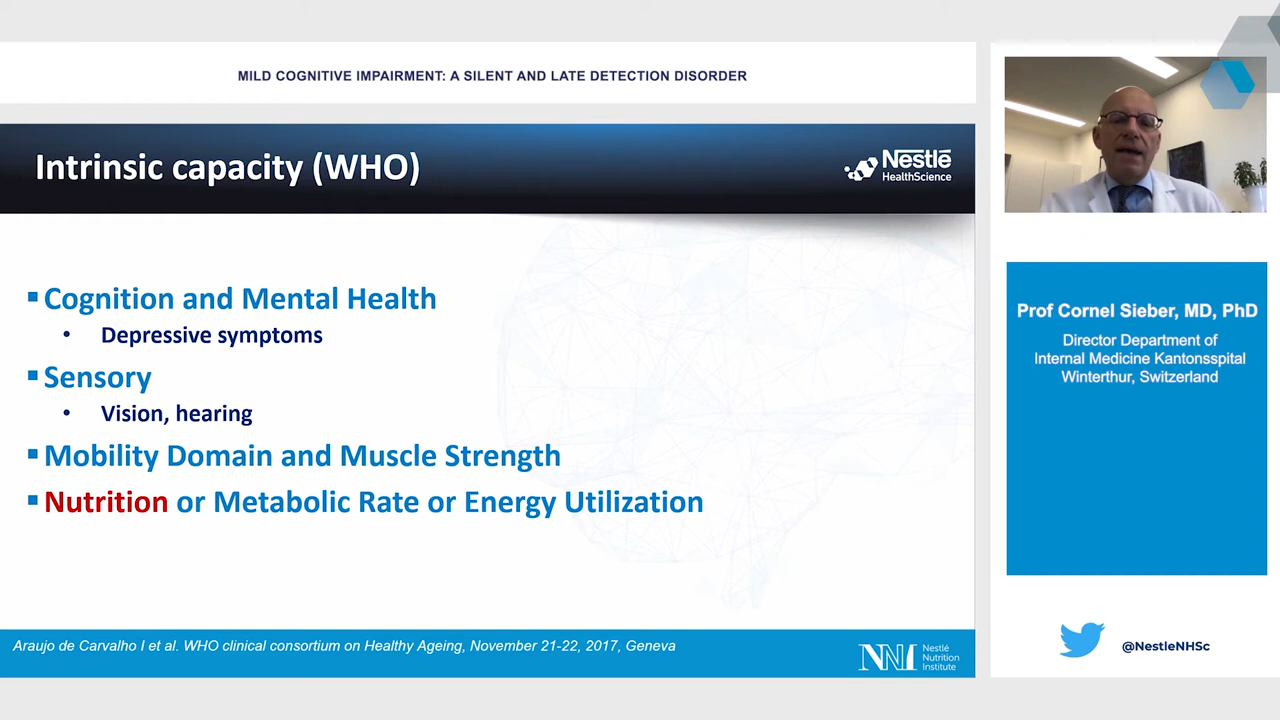 MILD COGNITIVE IMPAIRMENT: A SILENT AND LATE DETECTION DISORDER
Intrinsic capacity (WHO)
Nestlé
HealthScience
▪ Cognition and Mental Health
• Depressive symptoms
▪ Sensory
• Vision, hearing
▪ Mobility Domain and Muscle Strength
▪ Nutrition or Metabolic Rate or Energy Utilization
Araujo de Carvalho I et al. WHO clinical consortium on Healthy Ageing, November 21-22, 2017, Geneva
NNI
Nestlé
Nutrition
Institute
Prof Cornel Sieber, MD, PhD
Director Department of
Internal Medicine Kantonsspital
Winterthur, Switzerland
@NestleNHSc